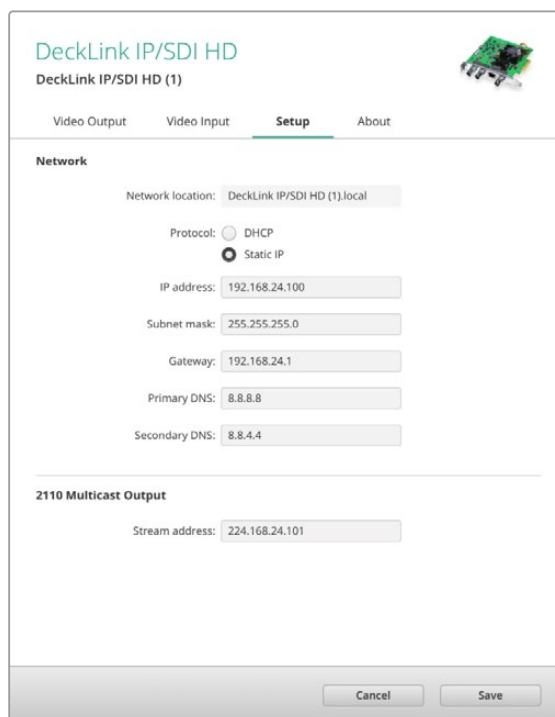 DeckLink IP/SDI HD
DeckLink IP/SDI HD (1)
Video Output Video Input Setup About
Network
Network location: DeckLink IP/SDI HD (1).local
Protocol: DHCP
Static IP
IP address: 192.168.24.100
Subnet mask: 255.255.255.0
Gateway: 192.168.24.1
Primary DNS: 8.8.8.8
Secondary DNS: 8.8.4.4
2110 Multicast Output
Stream address: 224.168.24.101
Cancel Save